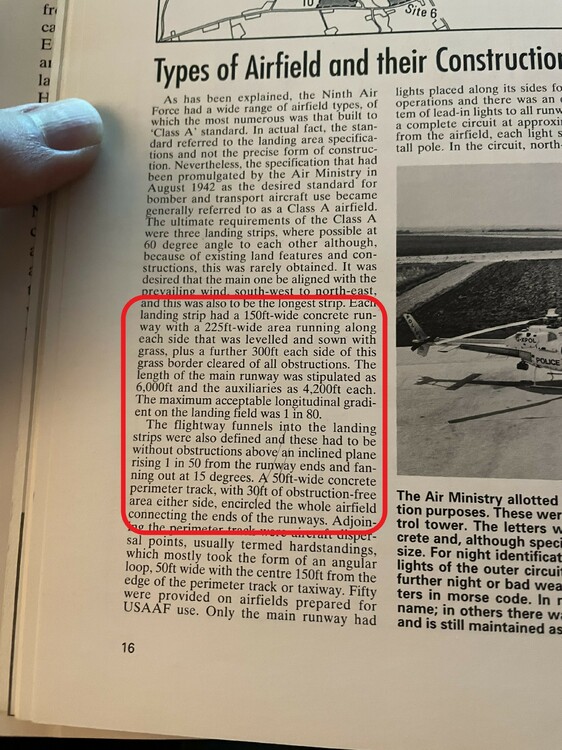 10
Site 6
Types of Airfield and their Construction
As has been explained, the Ninth Air
Force had a wide range of airfield types, of
which the most numerous was that built to
'Class A' standard. In actual fact, the stan-
dard referred to the landing area specifica-
tions and not the precise form of construc-
tion. Nevertheless, the specification that had
been promulgated by the Air Ministry in
August 1942 as the desired standard for
bomber and transport aircraft use became
generally referred to as a Class A airfield.
The ultimate requirements of the Class A
were three landing strips, where possible at
60 degree angle to each other although,
because of existing land features and con-
structions, this was rarely obtained. It was
desired that the main one be aligned with the
prevailing wind, south-west to north-east,
and this was also to be the longest strip. Each
landing strip had a 150ft-wide concrete run-
way with a 225ft-wide area running along
each side that was levelled and sown with
grass, plus a further 300ft each side of this
grass border cleared of all obstructions. The
length of the main runway was stipulated as
6,000ft and the auxiliaries as 4,200ft each.
The maximum acceptable longitudinal gradi-
ent on the landing field was 1 in 80.
The flightway funnels into the landing
strips were also defined and these had to be
without obstructions above an inclined plane
rising 1 in 50 from the runway ends and fan-
ning out at 15 degrees. A 50ft-wide concrete
perimeter track, with 30ft of obstruction-free
area either side, encircled the whole airfield
connecting the ends of the runways. Adjoin-
ing the perimeter track were aircraft disper-
sal points, usually termed hardstandings,
which mostly took the form of an angular
loop, 50ft wide with the centre 150ft from the
edge of the perimeter track or taxiway. Fifty
were provided on airfields prepared for
USAAF use. Only the main runway had
16
lights placed along its sides
operations and there was an
tem of lead-in lights to all
a complete circuit at
from the airfield, each light
tall pole. In the circuit, north-
G-EPOL
POLICE
The Air Ministry allotted
tion purposes. These were
trol tower. The letters
crete and, although
size. For night
lights of the outer
further night or bad
ters in morse code. In
name; in others there
and is still maintained as